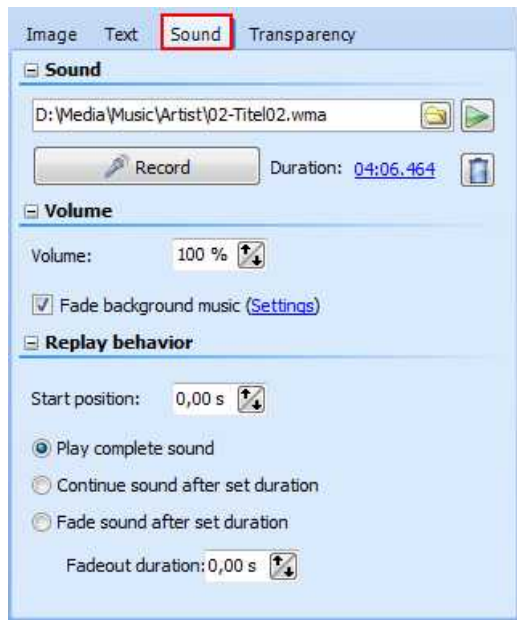 Image Text Sound Transparency
Sound
D:\Media\Music\Artist\02-Titel02.wma
Record Duration: 04:06.464
Volume
Volume: 100 %
Fade background music (Settings)
Replay behavior
Start position: 0,00 s
Play complete sound
Continue sound after set duration
Fade sound after set duration
Fadeout duration: 0,00 s